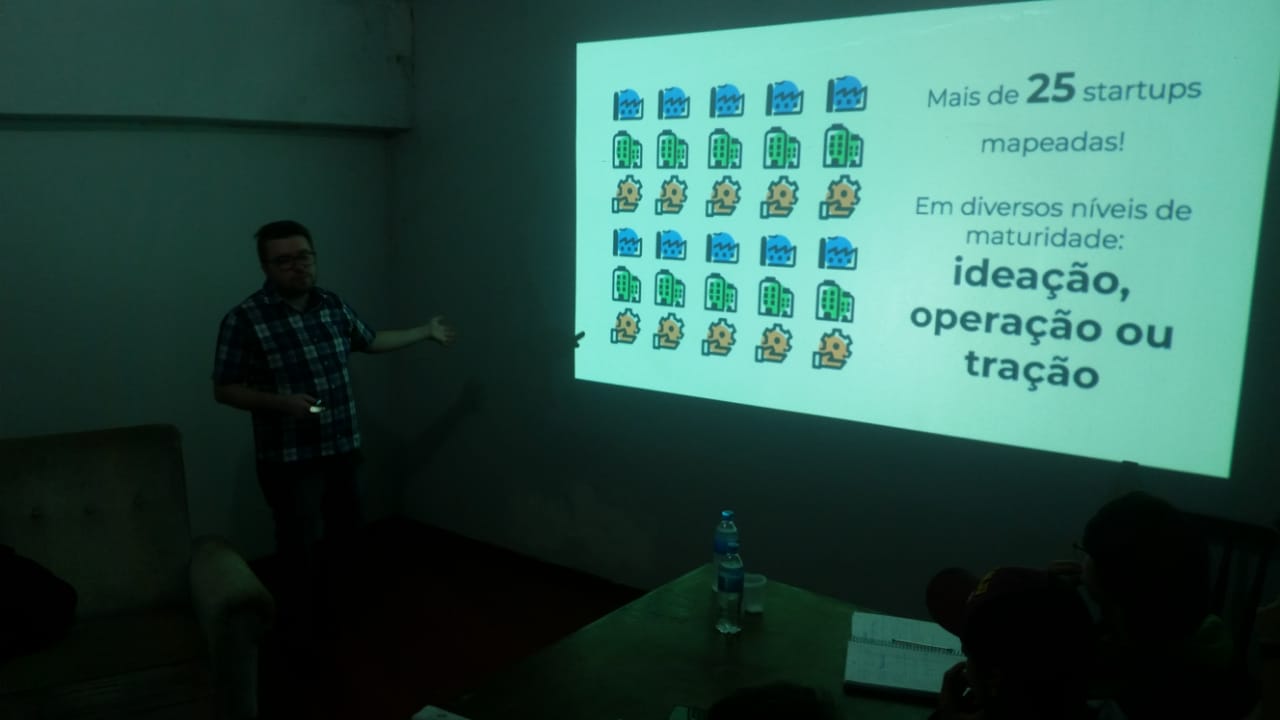 Mais de 25 startups
mapeadas!
Em diversos níveis de
maturidade:
ideação,
operação ou
tração